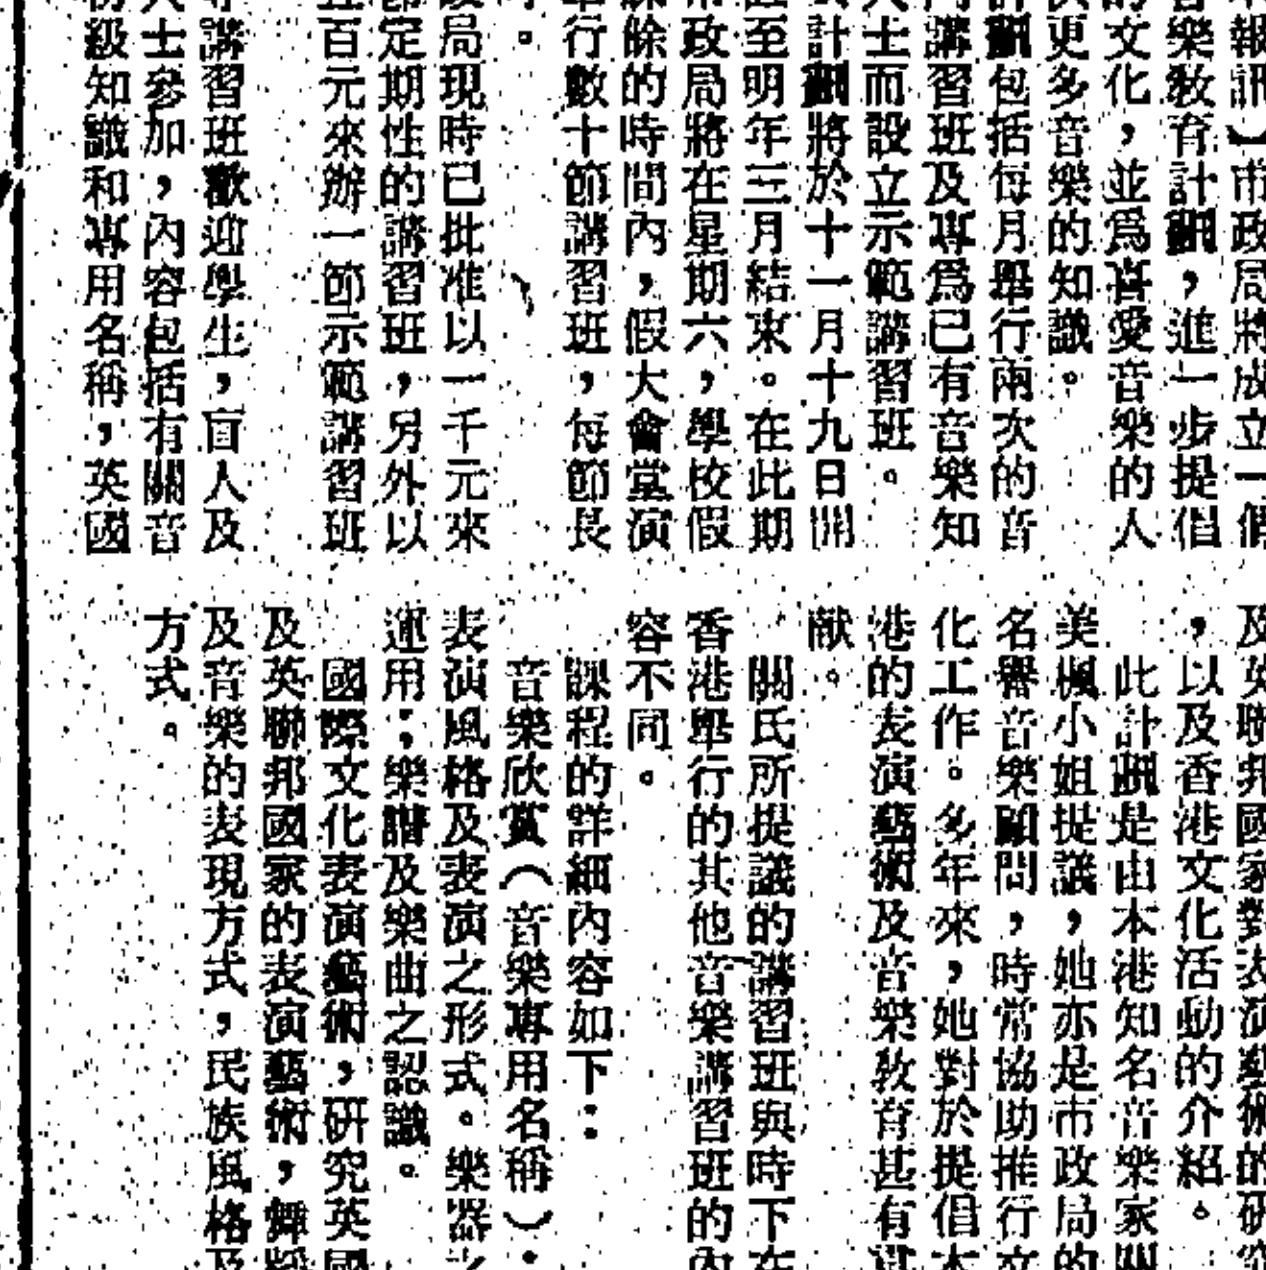 報訊】市政局將成立一個
音樂教育計劃，進一步提倡
的文化，並爲喜愛音樂的人
更多音樂的知識。
計劃包括每月舉行兩次的音
講習班及專爲已有音樂知
人士而設立示範講習班。
計劃將於十一月十九日開
至明年三月結束。在此期
市政局將在星期六，學校假
課餘的時間內，假大會堂演
舉行數十節講習班，每節長
。
局現時已批准以一千元來
定期性的講習班，另外以
五百元來辦一節示範講習班
講習班歡迎學生，盲人及
人士參加，內容包括有關音
初級知識和專用名稱，英國
及英聯邦國家對表演藝術的研究
，以及香港文化活動的介紹。
此計劃是由本港知名音樂家關
美楓小姐提議，她亦是市政局的
名譽音樂顧問，時常協助推行文
化工作。多年來，她對於提倡本
港的表演藝術及音樂教育甚有貢
献。
關氏所提議的講習班與時下在
香港舉行的其他音樂講習班的內
容不同。
課程的詳細內容如下：
音樂欣賞（音樂專用名稱）：
表演風格及表演之形式。樂器之
運用；樂譜及樂曲之認識。
國際文化表演藝術，研究英國
及英聯邦國家的表演藝術，舞蹈
及音樂的表現方式，民族風格及
方式。